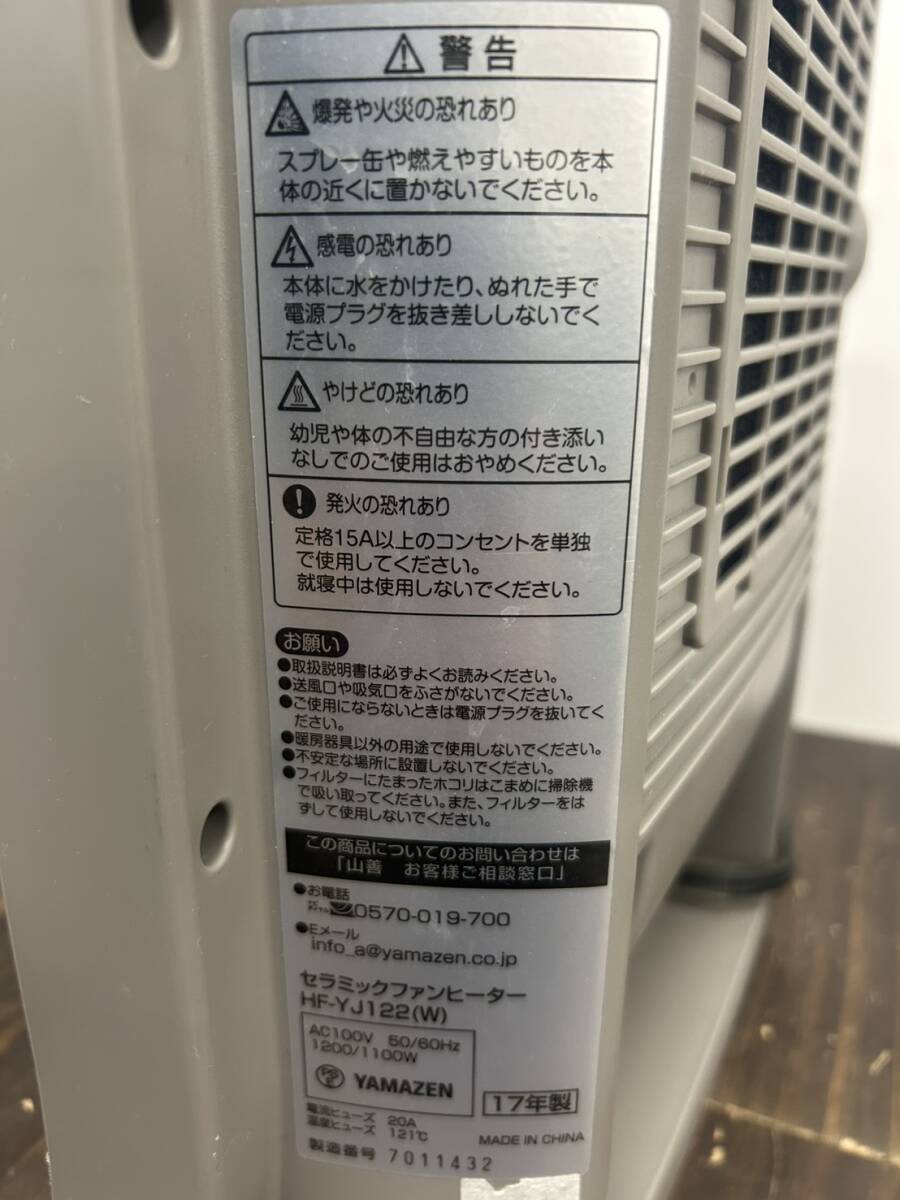 警告
爆発や火災の恐れあり
スプレー缶や燃えやすいものを本
体の近くに置かないでください。
感電の恐れあり
本体に水をかけたり、ぬれた手で
電源プラグを抜き差ししないでく
ださい。
やけどの恐れあり
幼児や体の不自由な方の付き添い
なしでのご使用はおやめください。
発火の恐れあり
定格15A以上のコンセントを単独
で使用してください。
就寝中は使用しないでください。
お願い
●取扱説明書は必ずよくお読みください。
●送風口や吸気口をふさがないでください。
●ご使用にならないときは電源プラグを抜いてく
ださい。
●暖房器具以外の用途で使用しないでください。
●不安定な場所に設置しないでください。
●フィルターにたまったホコリはこまめに掃除機
で吸い取ってください。また、フィルターをは
ずして使用しないでください。
この商品についてのお問い合わせは
「山善 お客様ご相談窓口」
●お電話
0570-019-700
●Eメール
info_a@yamazen.co.jp
セラミックファンヒーター
HF-YJ122(W)
AC100V 50/60Hz
1200/1100W
PSE YAMAZEN
17年製
電流ヒューズ 20A
温度ヒューズ 121℃
MADE IN CHINA
製造番号 7011432